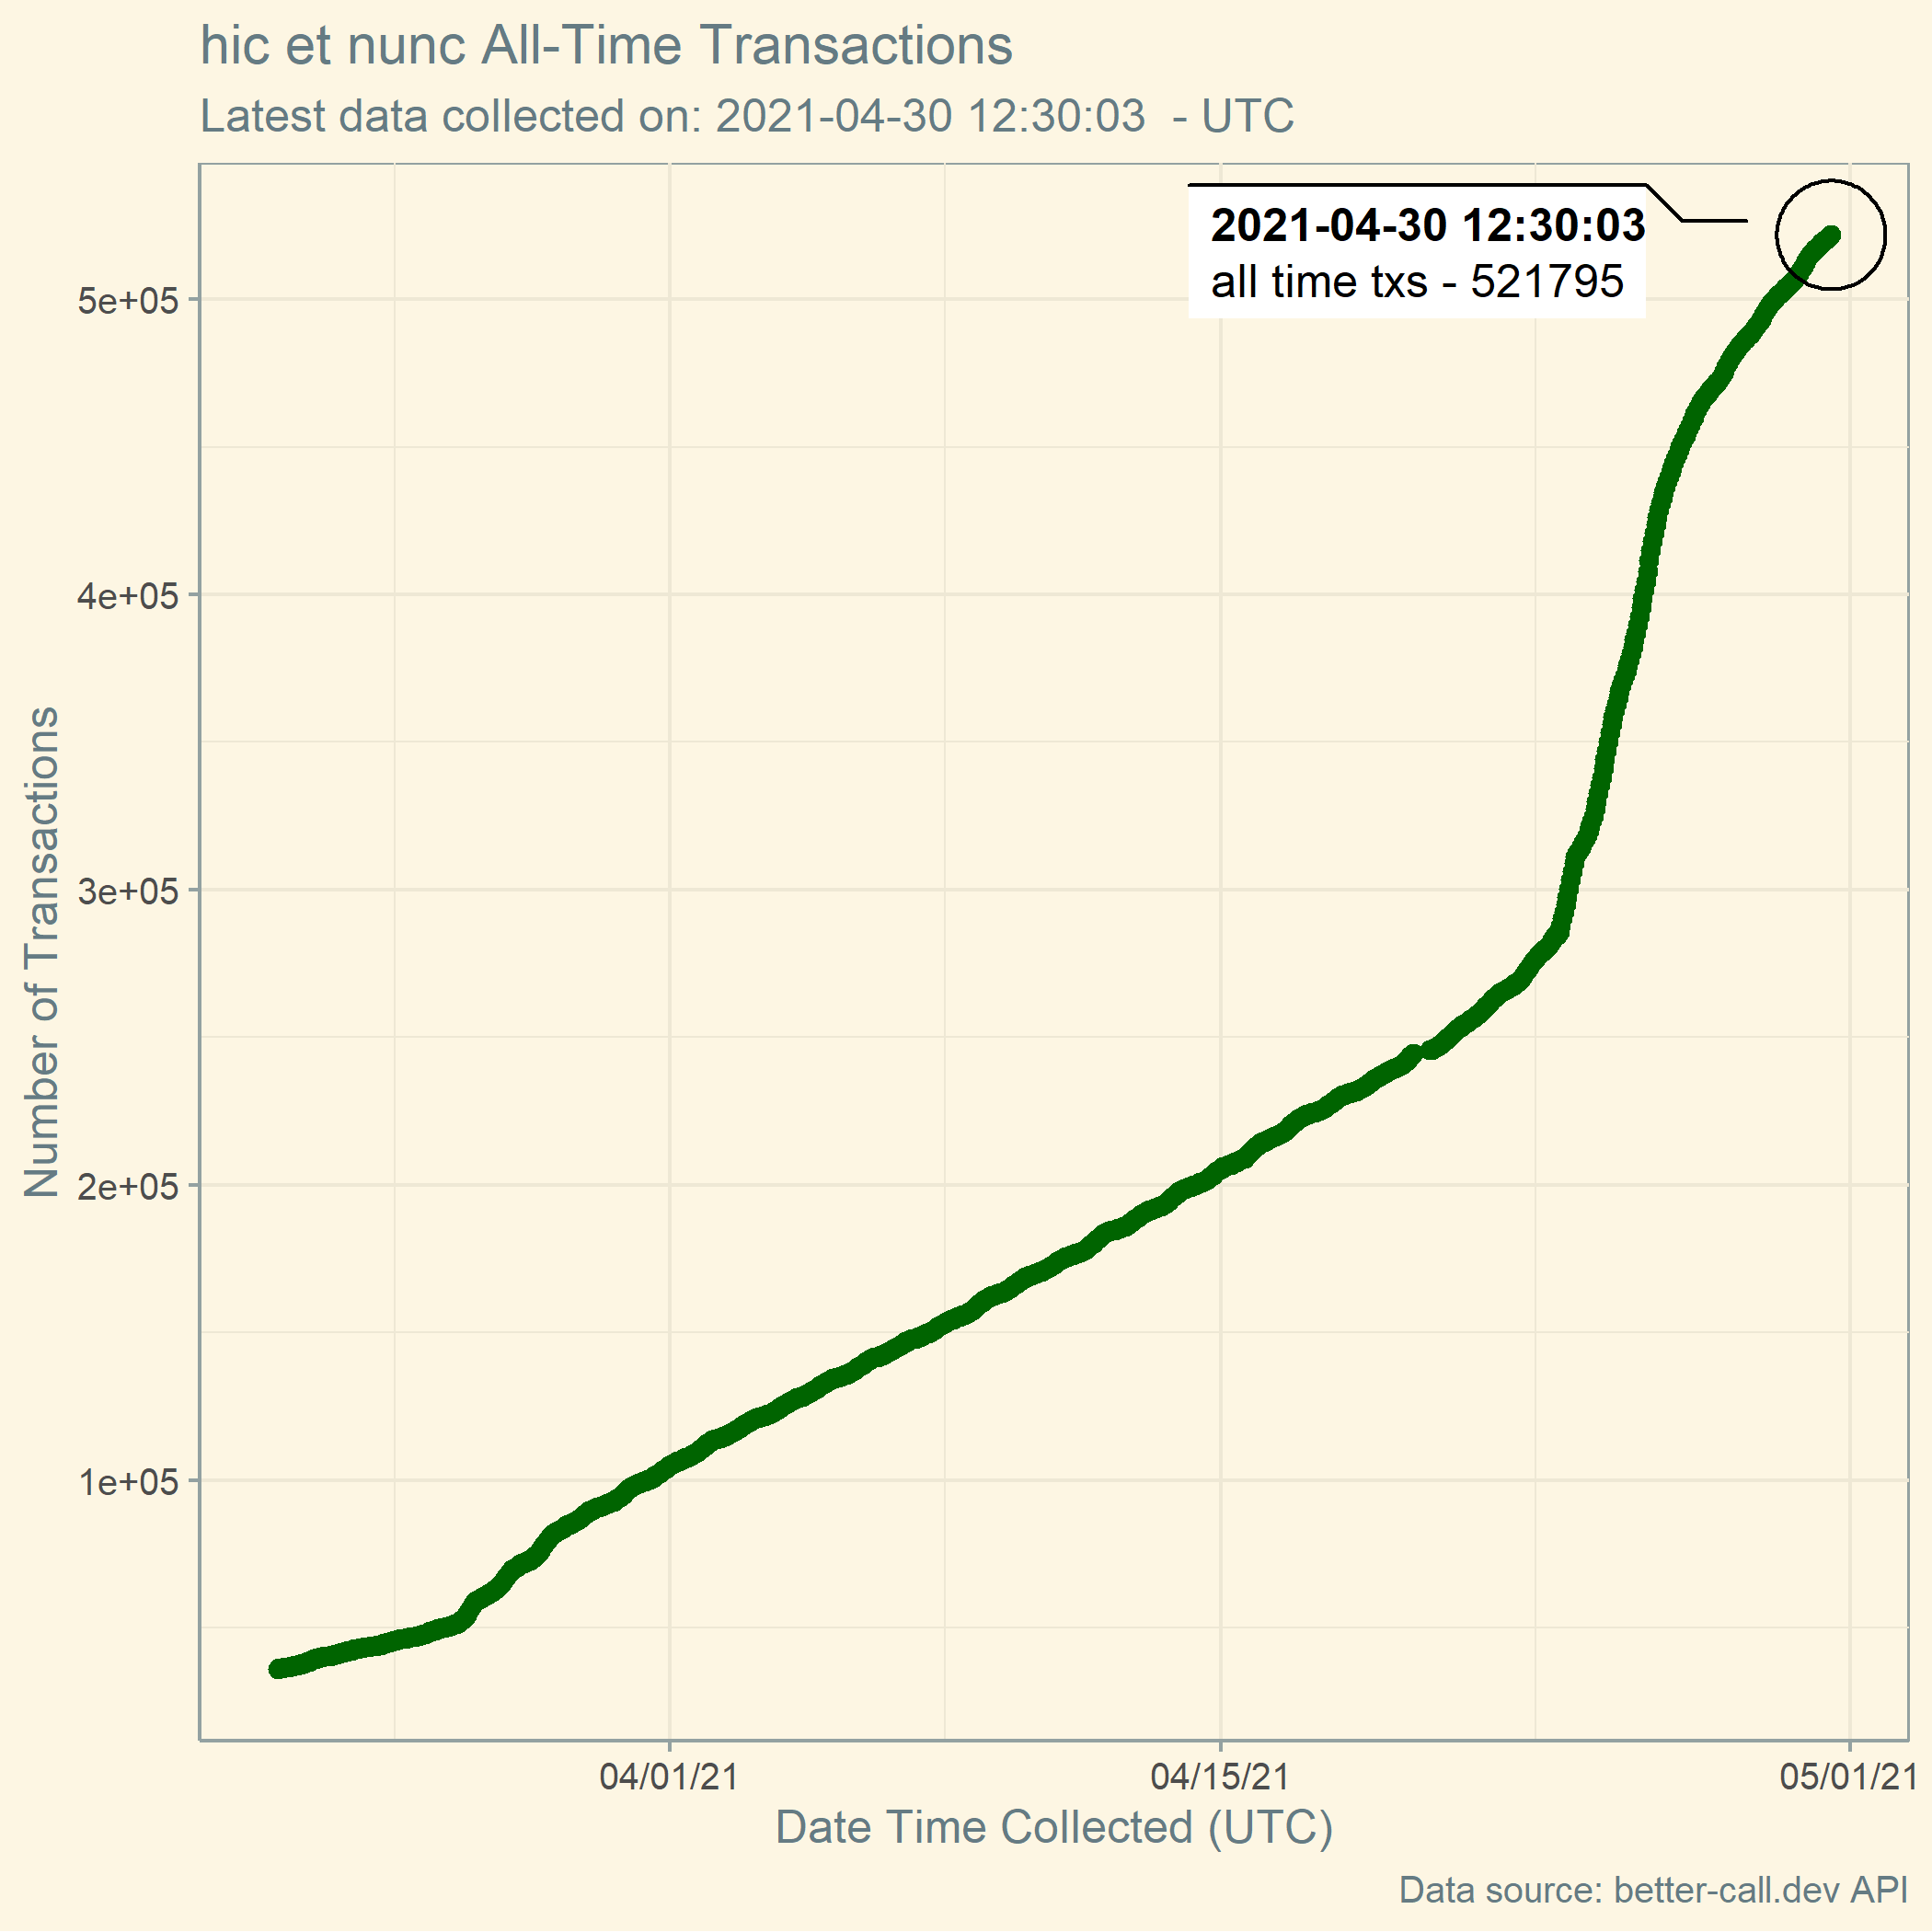 hic et nunc All-Time Transactions
Latest data collected on: 2021-04-30 12:30:03  - UTC
2021-04-30 12:30:03
all time txs - 521795
Number of Transactions
5e+05
4e+05
3e+05
2e+05
1e+05
04/01/21
04/15/21
05/01/21
Date Time Collected (UTC)
Data source: better-call.dev API